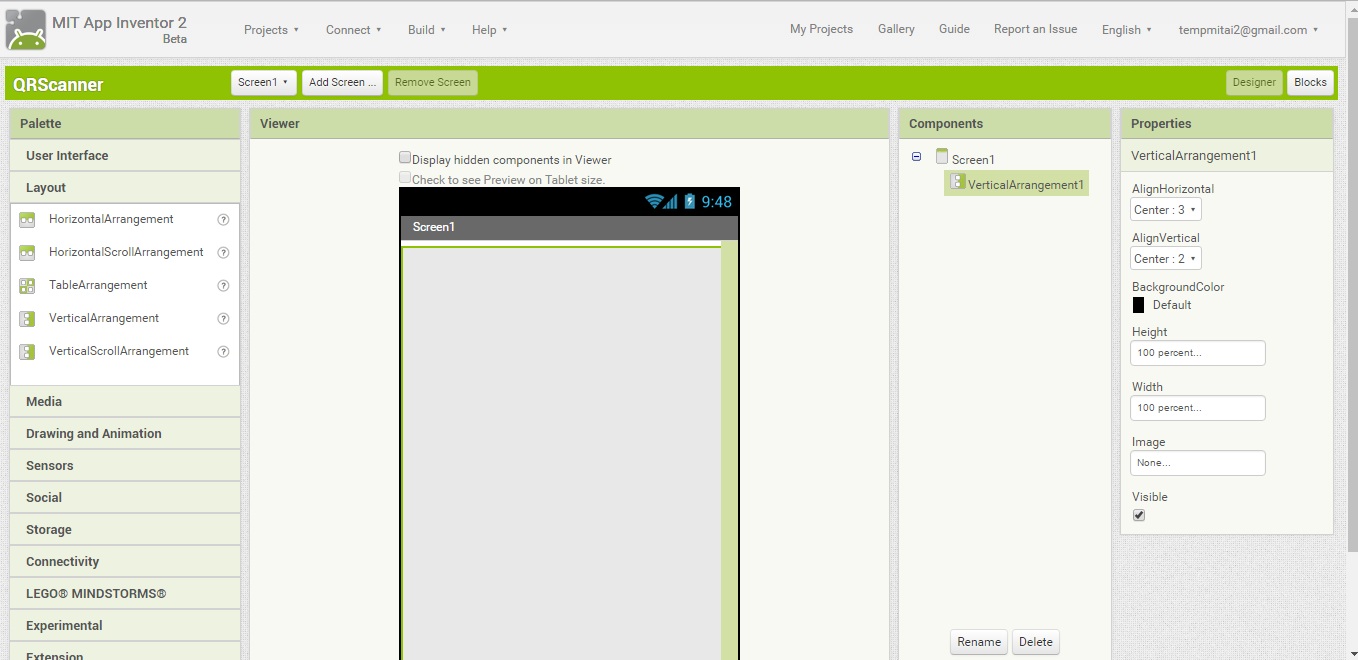 MIT App Inventor 2
Beta
Projects Connect Build Help
My Projects Gallery Guide Report an Issue English tempmitai2@gmail.com
QRScanner
Screen1 Add Screen ... Remove Screen
Designer Blocks
Palette
User Interface
Layout
HorizontalArrangement ?
HorizontalScrollArrangement ?
TableArrangement ?
VerticalArrangement ?
VerticalScrollArrangement ?
Media
Drawing and Animation
Sensors
Social
Storage
Connectivity
LEGO® MINDSTORMS®
Experimental
Extension
Viewer
Display hidden components in Viewer
Check to see Preview on Tablet size.
9:48
Screen1
Components
Screen1
VerticalArrangement1
Rename Delete
Properties
VerticalArrangement1
AlignHorizontal
Center : 3
AlignVertical
Center : 2
BackgroundColor
Default
Height
100 percent...
Width
100 percent...
Image
None...
Visible